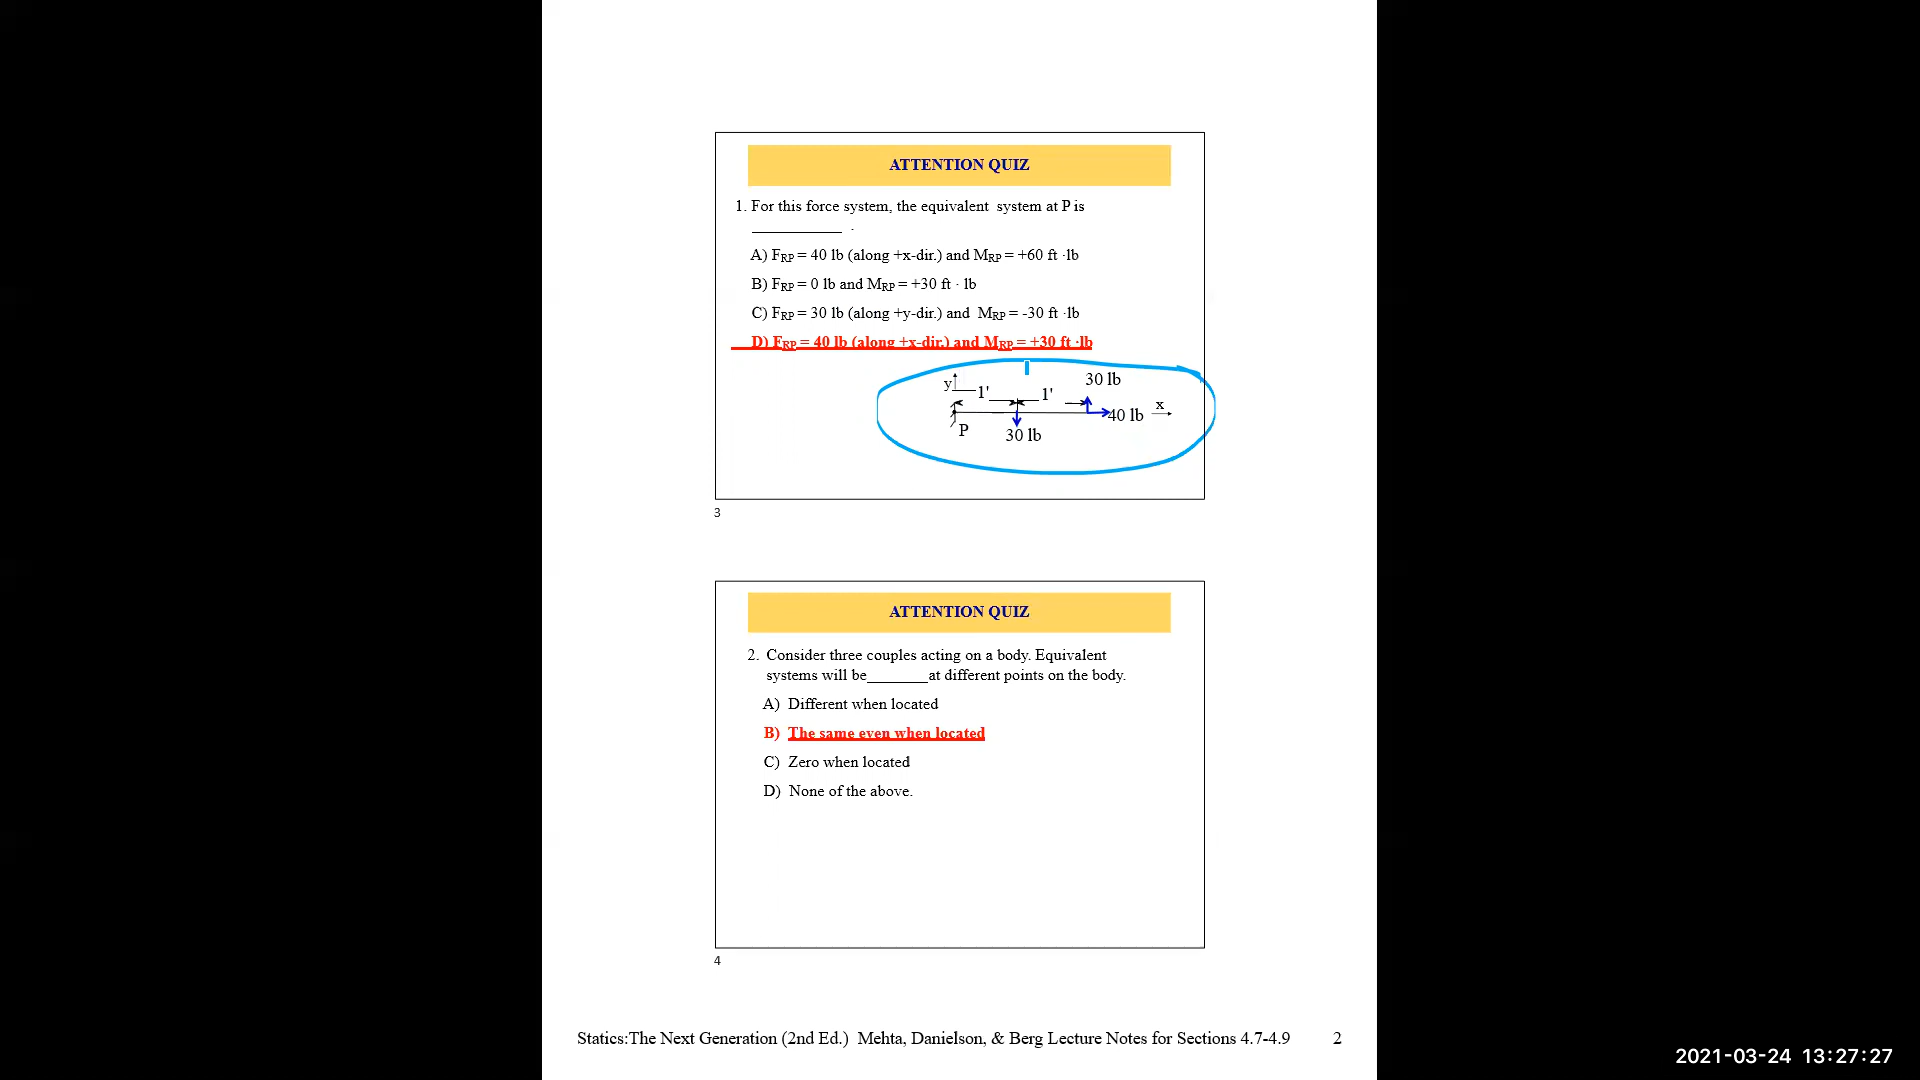 ATTENTION QUIZ
1. For this force system, the equivalent  system at P is
___________ .
A) FRP = 40 lb (along +x-dir.) and MRP = +60 ft ·lb
B) FRP = 0 lb and MRP = +30 ft · lb
C) FRP = 30 lb (along +y-dir.) and  MRP = -30 ft ·lb
D) FRP = 40 lb (along +x-dir.) and MRP = +30 ft ·lb
y
1'
1'
30 lb
40 lb
x
P
30 lb
3
ATTENTION QUIZ
2.  Consider three couples acting on a body. Equivalent
systems will be________at different points on the body.
A)  Different when located
B)  The same even when located
C)  Zero when located
D)  None of the above.
4
Statics:The Next Generation (2nd Ed.)  Mehta, Danielson, & Berg Lecture Notes for Sections 4.7-4.9
2
2021-03-24 13:27:27